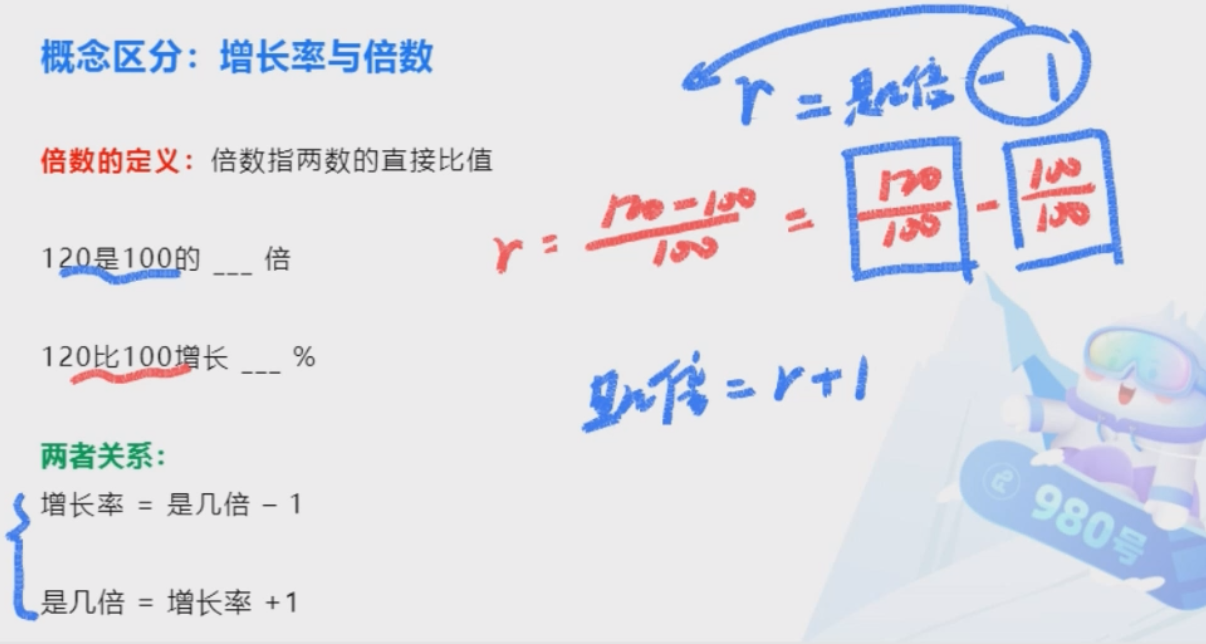 概念区分：增长率与倍数
r = 是几倍 - 1
倍数的定义：倍数指两数的直接比值
r = (120-100)/100 = 120/100 - 100/100
120是100的 ___ 倍
120比100增长 ___ %
是几倍 = r+1
两者关系：
增长率 = 是几倍 – 1
是几倍 = 增长率 +1
980号